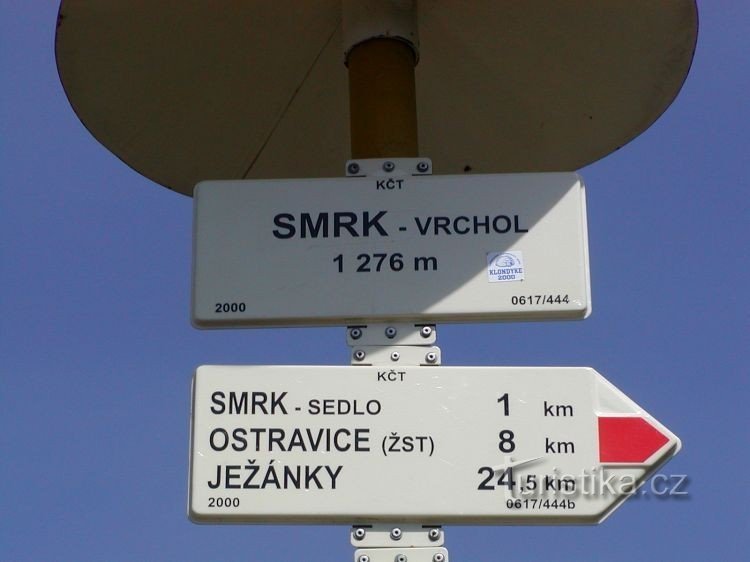 KČT
SMRK - VRCHOL
1 276 m
KLONDYKE
2000
2000 0617/444
KČT
SMRK - SEDLO 1 km
OSTRAVICE (ŽST) 8 km
JEŽÁNKY 24,5 km
Turistika.cz
2000 0617/444b